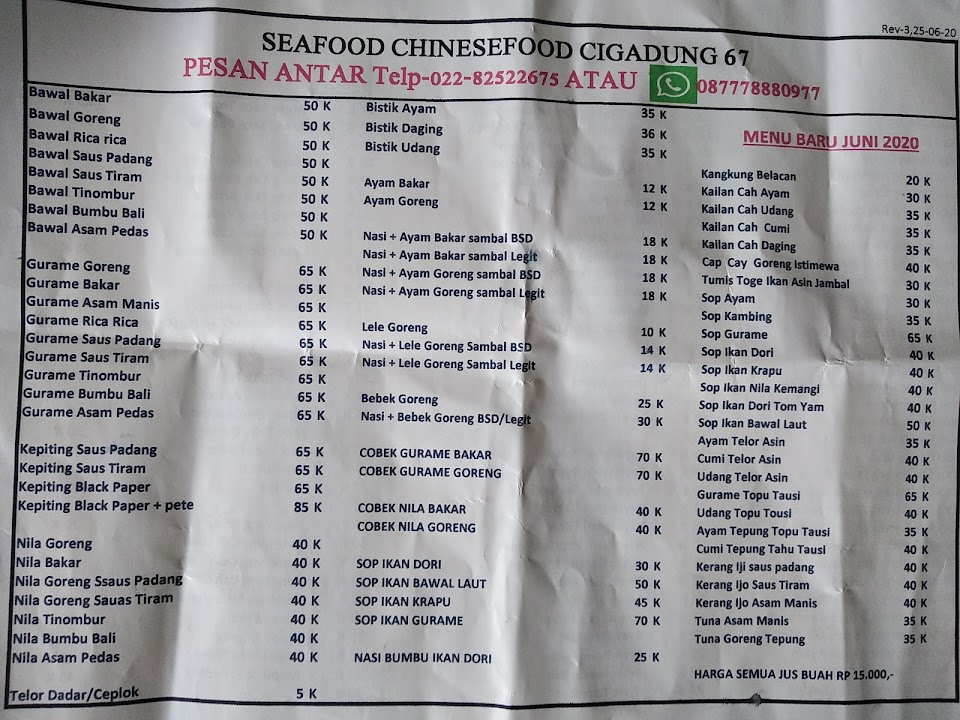 Rev-3,25-06-20
SEAFOOD CHINESEFOOD CIGADUNG 67
PESAN ANTAR Telp-022-82522675 ATAU 087778880977
Bawal Bakar 50 K
Bawal Goreng 50 K
Bawal Rica rica 50 K
Bawal Saus Padang 50 K
Bawal Saus Tiram 50 K
Bawal Tinombur 50 K
Bawal Bumbu Bali 50 K
Bawal Asam Pedas 50 K
Gurame Goreng 65 K
Gurame Bakar 65 K
Gurame Asam Manis 65 K
Gurame Rica Rica 65 K
Gurame Saus Padang 65 K
Gurame Saus Tiram 65 K
Gurame Tinombur 65 K
Gurame Bumbu Bali 65 K
Gurame Asam Pedas 65 K
Kepiting Saus Padang 65 K
Kepiting Saus Tiram 65 K
Kepiting Black Paper 65 K
Kepiting Black Paper + pete 85 K
Nila Goreng 40 K
Nila Bakar 40 K
Nila Goreng Ssaus Padang 40 K
Nila Goreng Sauas Tiram 40 K
Nila Tinombur 40 K
Nila Bumbu Bali 40 K
Nila Asam Pedas 40 K
Telor Dadar/Ceplok 5 K
Bistik Ayam 35 K
Bistik Daging 36 K
Bistik Udang 35 K
Ayam Bakar 12 K
Ayam Goreng 12 K
Nasi + Ayam Bakar sambal BSD 18 K
Nasi + Ayam Bakar sambal Legit 18 K
Nasi + Ayam Goreng sambal BSD 18 K
Nasi + Ayam Goreng sambal Legit 18 K
Lele Goreng 10 K
Nasi + Lele Goreng Sambal BSD 14 K
Nasi + Lele Goreng Sambal Legit 14 K
Bebek Goreng 25 K
Nasi + Bebek Goreng BSD/Legit 30 K
COBEK GURAME BAKAR 70 K
COBEK GURAME GORENG 70 K
COBEK NILA BAKAR 40 K
COBEK NILA GORENG 40 K
SOP IKAN DORI 30 K
SOP IKAN BAWAL LAUT 50 K
SOP IKAN KRAPU 45 K
SOP IKAN GURAME 70 K
NASI BUMBU IKAN DORI 25 K
MENU BARU JUNI 2020
Kangkung Belacan 20 K
Kailan Cah Ayam 30 K
Kailan Cah Udang 35 K
Kailan Cah Cumi 35 K
Kailan Cah Daging 35 K
Cap Cay Goreng Istimewa 40 K
Tumis Toge Ikan Asin Jambal 30 K
Sop Ayam 30 K
Sop Kambing 35 K
Sop Gurame 65 K
Sop Ikan Dori 40 K
Sop Ikan Krapu 40 K
Sop Ikan Nila Kemangi 40 K
Sop Ikan Dori Tom Yam 40 K
Sop Ikan Bawal Laut 50 K
Ayam Telor Asin 35 K
Cumi Telor Asin 40 K
Udang Telor Asin 40 K
Gurame Topu Tausi 65 K
Udang Topu Tousi 40 K
Ayam Tepung Topu Tausi 35 K
Cumi Tepung Tahu Tausi 40 K
Kerang Iji saus padang 40 K
Kerang Ijo Saus Tiram 40 K
Kerang Ijo Asam Manis 40 K
Tuna Asam Manis 35 K
Tuna Goreng Tepung 35 K
HARGA SEMUA JUS BUAH RP 15.000,-